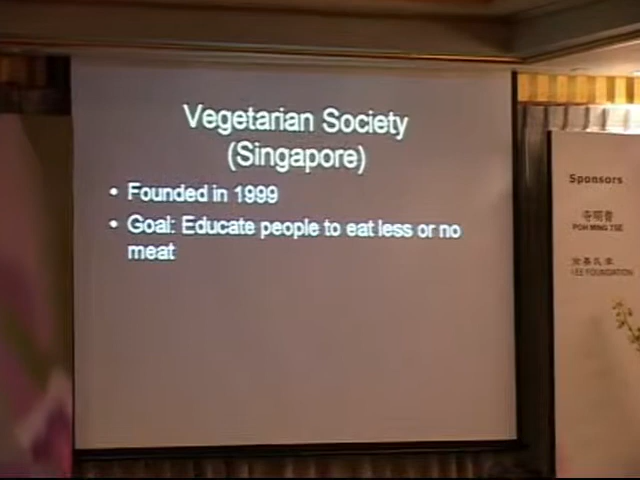 Vegetarian Society
(Singapore)
• Founded in 1999
• Goal: Educate people to eat less or no
meat
Sponsors
寺明普
POH MING TSE
LEE FOUNDATION